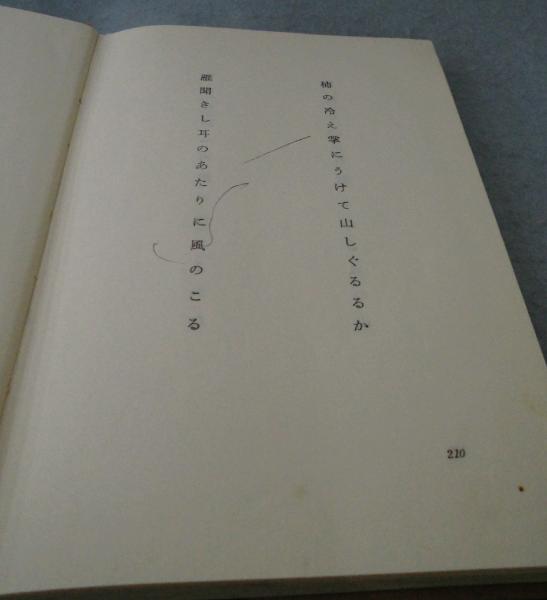 柿の冷え掌にうけて山しぐるるか
雁聞きし耳のあたりに風のこる
210